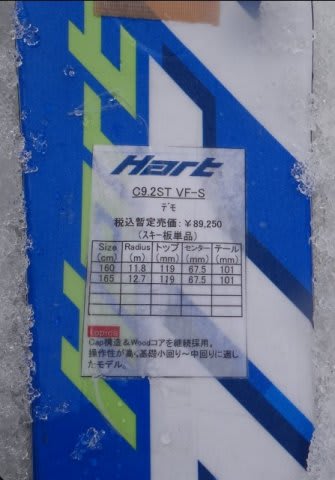 Hart
C9.2ST VF-S
デモ
税込暫定売価:￥89,250
(スキー板単品)
Size (cm) Radius (m) トップ (mm) センター (mm) テール (mm)
160 11.8 119 67.5 101
165 12.7 119 67.5 101
topics
Cap構造＆Woodコアを継続採用。
操作性が高く、基礎小回り～中回りに適し
たモデル。